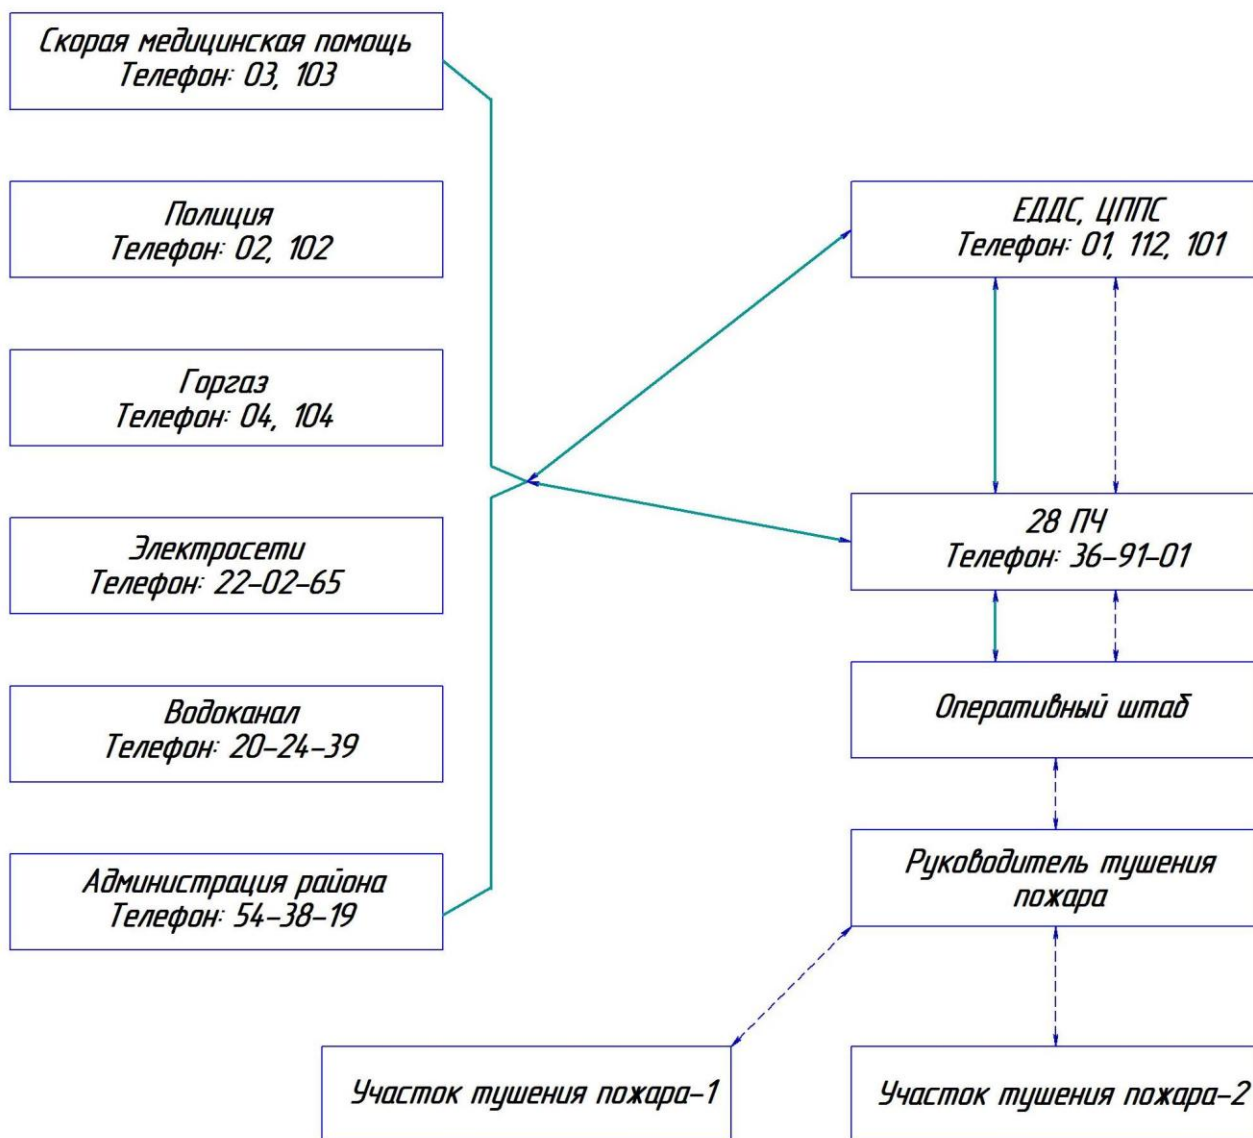 Скорая медицинская помощь
Телефон: 03, 103
Полиция
Телефон: 02, 102
Горгаз
Телефон: 04, 104
Электросети
Телефон: 22-02-65
Водоканал
Телефон: 20-24-39
Администрация района
Телефон: 54-38-19
ЕДДС, ЦППС
Телефон: 01, 112, 101
28 ПЧ
Телефон: 36-91-01
Оперативный штаб
Руководитель тушения
пожара
Участок тушения пожара-1
Участок тушения пожара-2